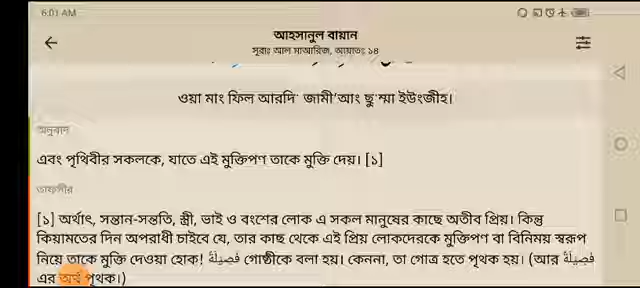 6:01 AM
আহসানুল বায়ান
সূরাঃ আল মাআরিজ, আয়াতঃ ১৪
ওয়া মাং ফিল আরদি জামী'আং ছু ম্মা ইউংজীহ।
অনুবাদ
এবং পৃথিবীর সকলকে, যাতে এই মুক্তিপণ তাকে মুক্তি দেয়। [১]
তাফসীর
[১] অর্থাৎ, সন্তান-সন্ততি, স্ত্রী, ভাই ও বংশের লোক এ সকল মানুষের কাছে অতীব প্রিয়। কিন্তু
কিয়ামতের দিন অপরাধী চাইবে যে, তার কাছ থেকে এই প্রিয় লোকদেরকে মুক্তিপণ বা বিনিময় স্বরূপ
নিয়ে তাকে মুক্তি দেওয়া হোক! فَصِيلَةٌ গোষ্ঠীকে বলা হয়। কেননা, তা গোত্র হতে পৃথক হয়। (আর فَصِيلَةٌ
এর অর্থ পৃথক।)